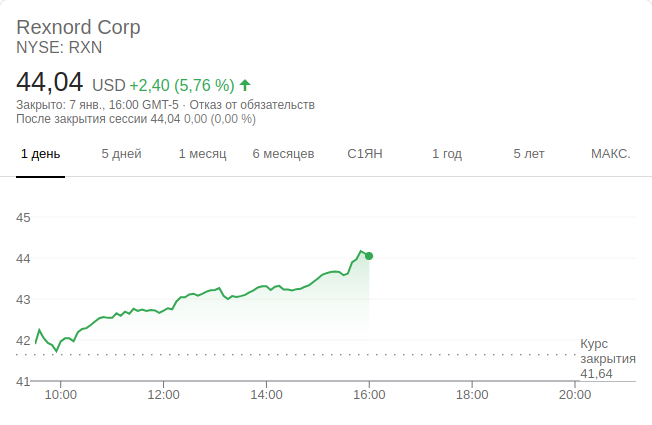 Rexnord Corp
NYSE: RXN
44,04 USD +2,40 (5,76 %)
Закрыто: 7 янв., 16:00 GMT-5 · Отказ от обязательств
После закрытия сессии 44,04 0,00 (0,00 %)
1 день 5 дней 1 месяц 6 месяцев С1ЯН 1 год 5 лет МАКС.
45
44
43
42
Курс
закрытия
41,64
41
10:00 12:00 14:00 16:00 18:00 20:00